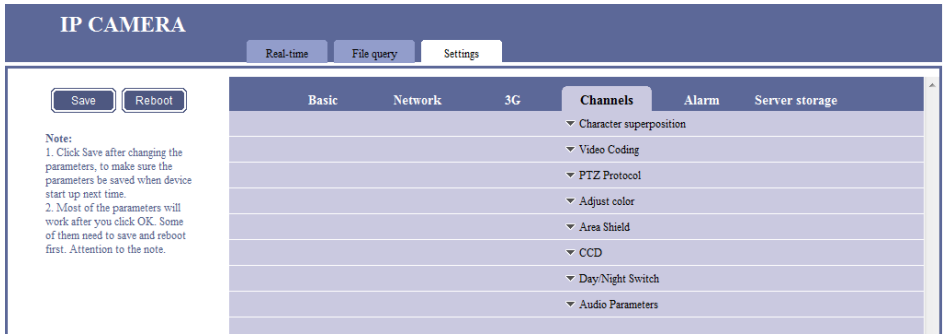 IP CAMERA
Real-time File query Settings
Save Reboot
Basic Network 3G Channels Alarm Server storage
Note:
1. Click Save after changing the
parameters, to make sure the
parameters be saved when device
start up next time.
2. Most of the parameters will
work after you click OK. Some
of them need to save and reboot
first. Attention to the note.
Character superposition
Video Coding
PTZ Protocol
Adjust color
Area Shield
CCD
Day/Night Switch
Audio Parameters